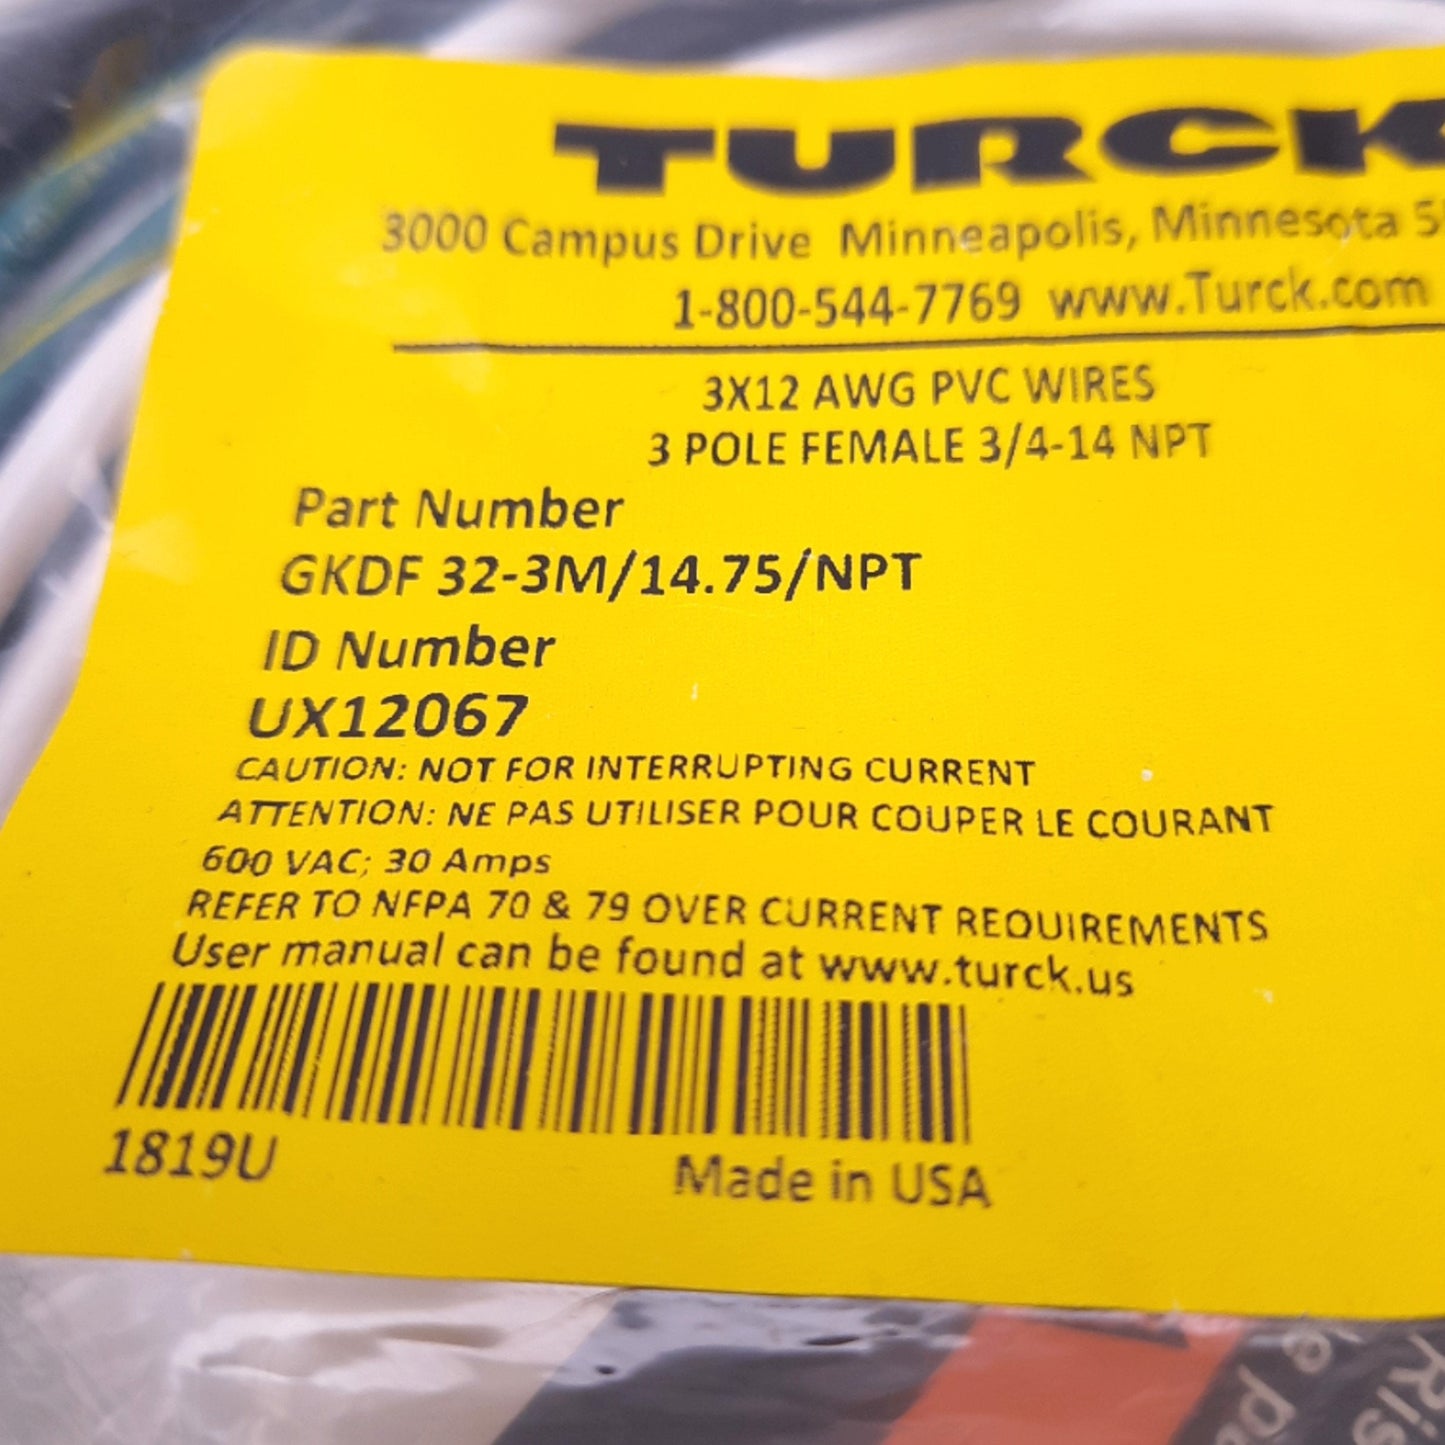 TURCK
3000 Campus Drive Minneapolis, Minnesota
1-800-544-7769 www.Turck.com
3X12 AWG PVC WIRES
3 POLE FEMALE 3/4-14 NPT
Part Number
GKDF 32-3M/14.75/NPT
ID Number
UX12067
CAUTION: NOT FOR INTERRUPTING CURRENT
ATTENTION: NE PAS UTILISER POUR COUPER LE COURANT
600 VAC; 30 Amps
REFER TO NFPA 70 & 79 OVER CURRENT REQUIREMENTS
User manual can be found at www.turck.us
1819U Made in USA